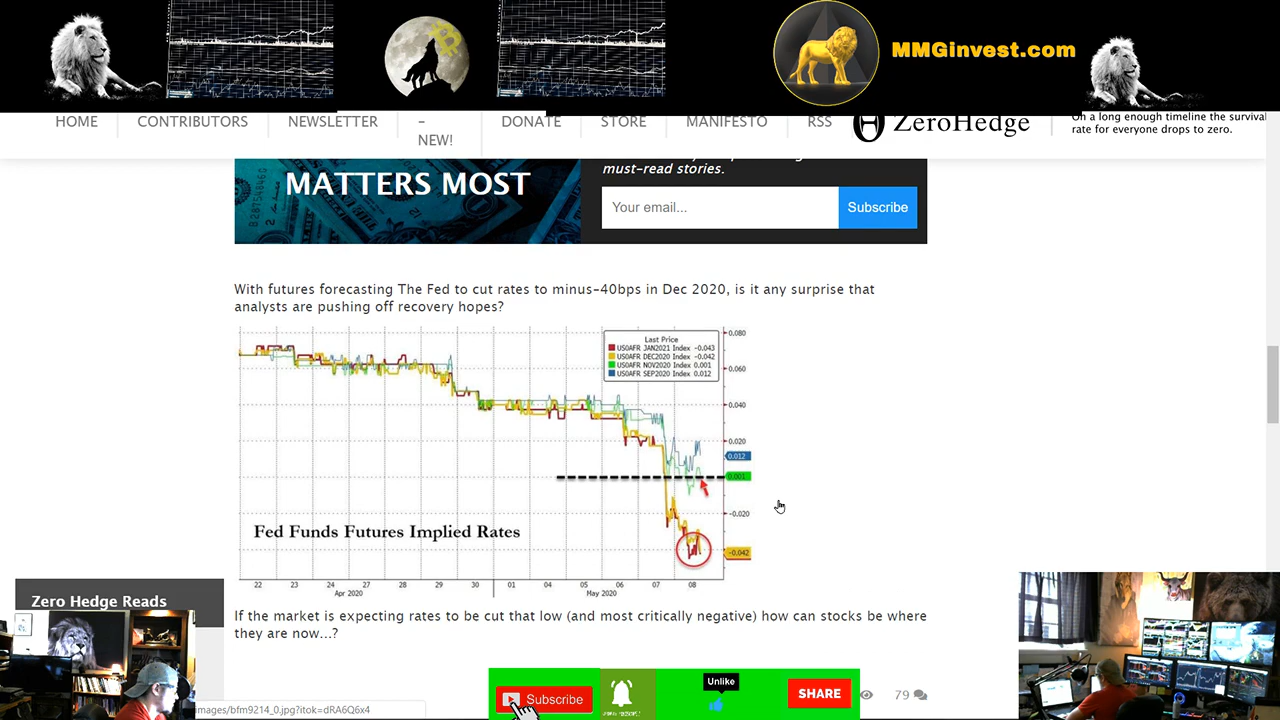 MMGinvest.com
HOME
CONTRIBUTORS
NEWSLETTER
–
NEW!
DONATE
STORE
MANIFESTO
RSS
ZeroHedge
On a long enough timeline the survival
rate for everyone drops to zero.
MATTERS MOST
must-read stories.
Your email...
Subscribe
With futures forecasting The Fed to cut rates to minus-40bps in Dec 2020, is it any surprise that
analysts are pushing off recovery hopes?
Last Price
US0AFR JAN2021 Index -0.043
US0AFR DEC2020 Index -0.042
US0AFR NOV2020 Index 0.001
US0AFR SEP2020 Index 0.012
0.080
0.060
0.040
0.020
0.012
0.001
-0.020
-0.042
Fed Funds Futures Implied Rates
22 23 24 27 28 29 30 01 04 05 06 07 08
Apr 2020 May 2020
If the market is expecting rates to be cut that low (and most critically negative) how can stocks be where
they are now...?
Zero Hedge Reads
images/bfm9214_0.jpg?itok=dRA6Q6x4
Subscribe
Unlike
SHARE
79